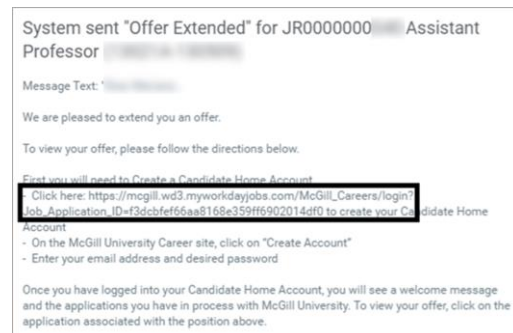 System sent "Offer Extended" for JR0000000 Assistant
Professor
Message Text: '
We are pleased to extend you an offer.
To view your offer, please follow the directions below.
First you will need to Create a Candidate Home Account
- Click here: https://mcgill.wd3.myworkdayjobs.com/McGill_Careers/login?
Job_Application_ID=f3dcbfef66aa8168e359ff6902014df0 to create your Candidate Home
Account
- On the McGill University Career site, click on "Create Account"
- Enter your email address and desired password
Once you have logged into your Candidate Home Account, you will see a welcome message
and the applications you have in process with McGill University. To view your offer, click on the
application associated with the position above.